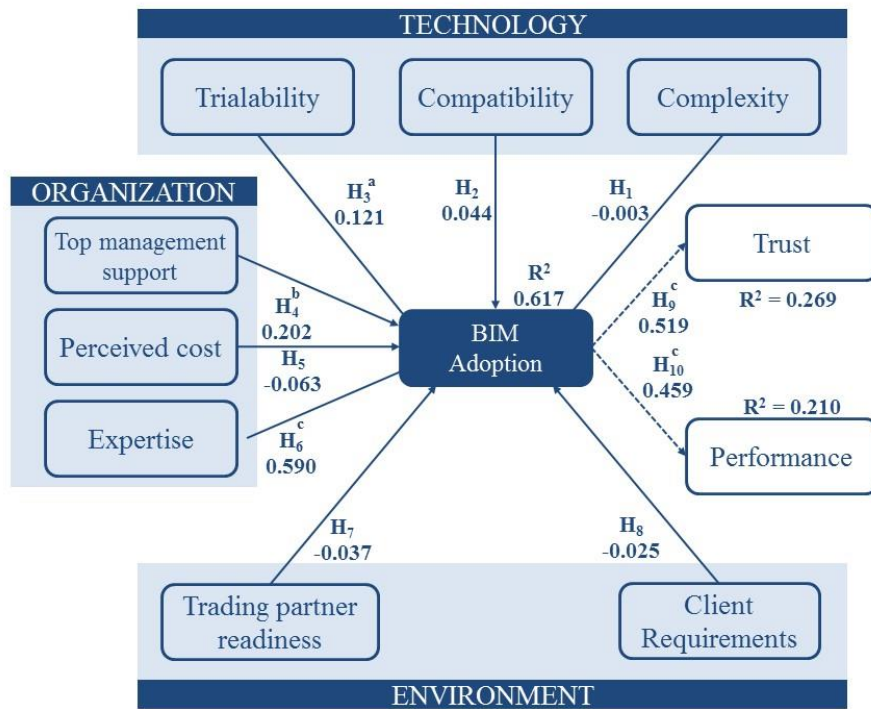 TECHNOLOGY
Trialability
Compatibility
Complexity
H₃ᵃ
0.121
H₂
0.044
H₁
-0.003
ORGANIZATION
Top management
support
Perceived cost
Expertise
H₄ᵇ
0.202
H₅
-0.063
H₆ᶜ
0.590
R²
0.617
BIM
Adoption
H₉ᶜ
0.519
H₁₀ᶜ
0.459
Trust
R² = 0.269
R² = 0.210
Performance
H₇
-0.037
H₈
-0.025
Trading partner
readiness
Client
Requirements
ENVIRONMENT